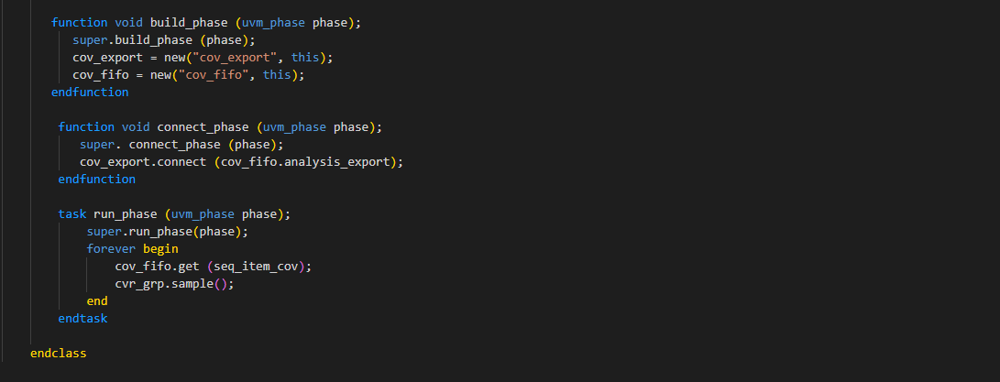 function void build_phase (uvm_phase phase);
super.build_phase (phase);
cov_export = new("cov_export", this);
cov_fifo = new("cov_fifo", this);
endfunction
function void connect_phase (uvm_phase phase);
super. connect_phase (phase);
cov_export.connect (cov_fifo.analysis_export);
endfunction
task run_phase (uvm_phase phase);
super.run_phase(phase);
forever begin
cov_fifo.get (seq_item_cov);
cvr_grp.sample();
end
endtask
endclass